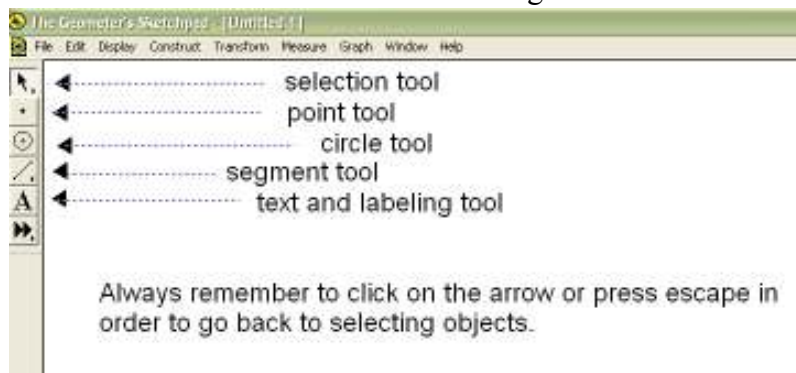 The Geometer's Sketchpad - [Untitled 1]
File Edit Display Construct Transform Measure Graph Window Help
selection tool
point tool
circle tool
segment tool
A
text and labeling tool
Always remember to click on the arrow or press escape in
order to go back to selecting objects.